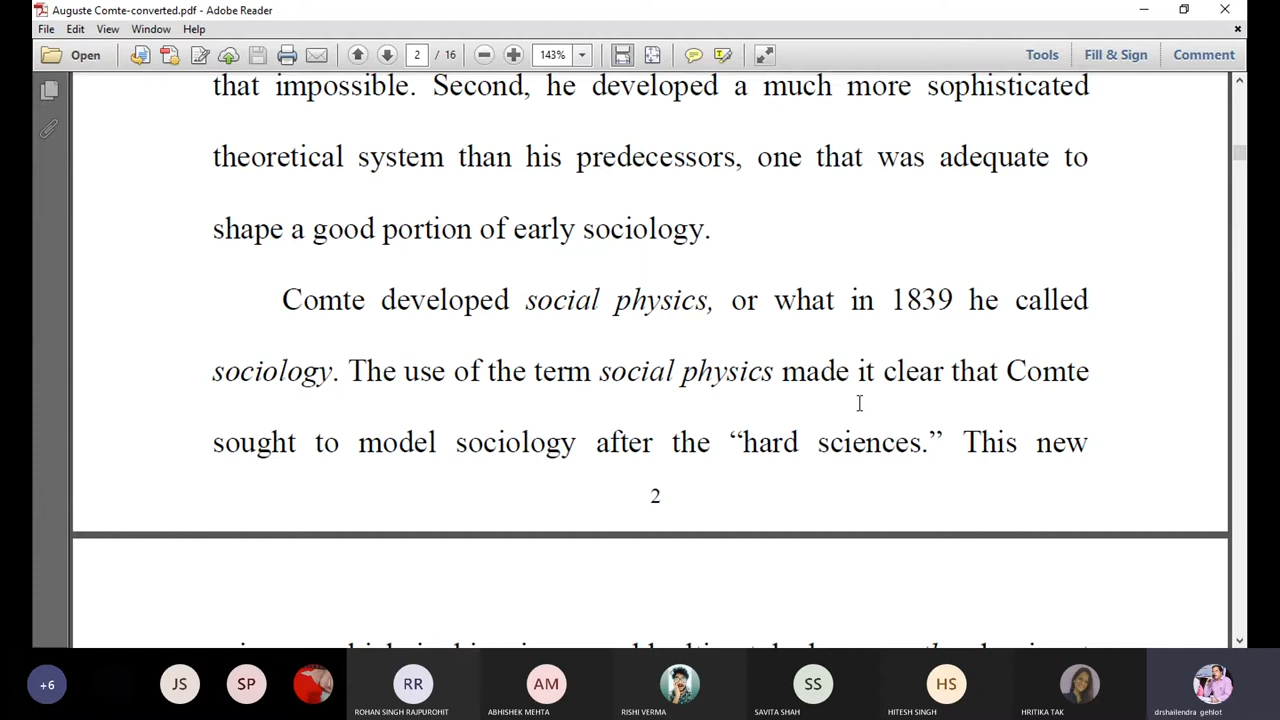 Auguste Comte-converted.pdf - Adobe Reader
File Edit View Window Help
Open 2 / 16 143% Tools Fill & Sign Comment
that impossible. Second, he developed a much more sophisticated
theoretical system than his predecessors, one that was adequate to
shape a good portion of early sociology.
Comte developed social physics, or what in 1839 he called
sociology. The use of the term social physics made it clear that Comte
sought to model sociology after the “hard sciences.” This new
2
+6 JS SP RR AM SS HS
ROHAN SINGH RAJPUROHIT ABHISHEK MEHTA RISHI VERMA SAVITA SHAH HITESH SINGH HRITIKA TAK drshailendra gehlot